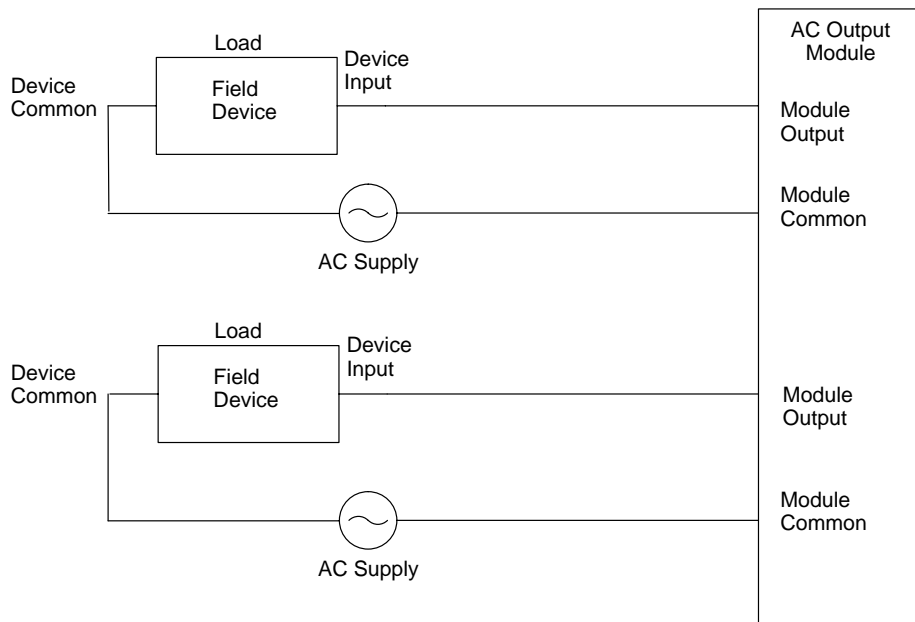 AC Output
Module
Load
Device
Input
Device
Common
Field
Device
Module
Output
Module
Common
AC Supply
Load
Device
Input
Device
Common
Field
Device
Module
Output
Module
Common
AC Supply